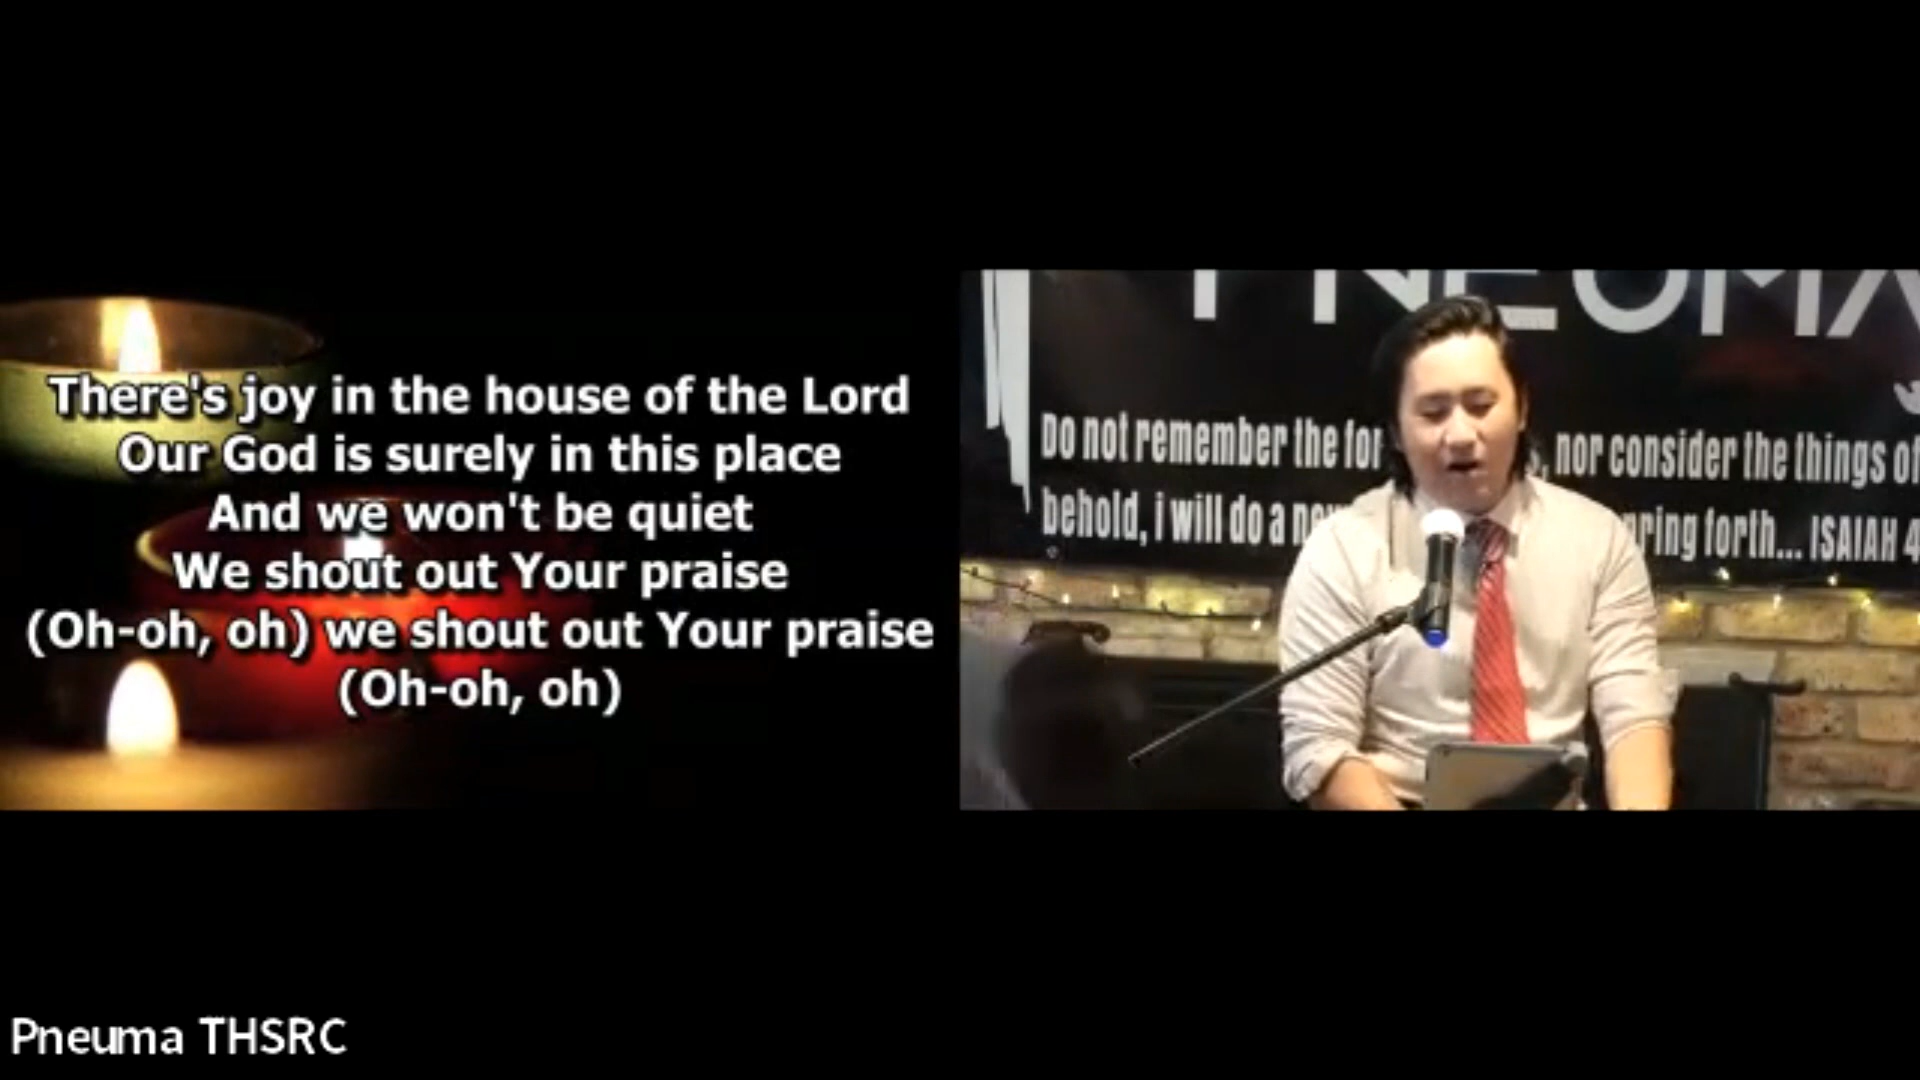 There's joy in the house of the Lord
Our God is surely in this place
And we won't be quiet
We shout out Your praise
(Oh-oh, oh) we shout out Your praise
(Oh-oh, oh)
PNEUMA
Do not remember the for s, nor consider the things of
behold, i will do a pring forth... ISAIAH 4
Pneuma THSRC